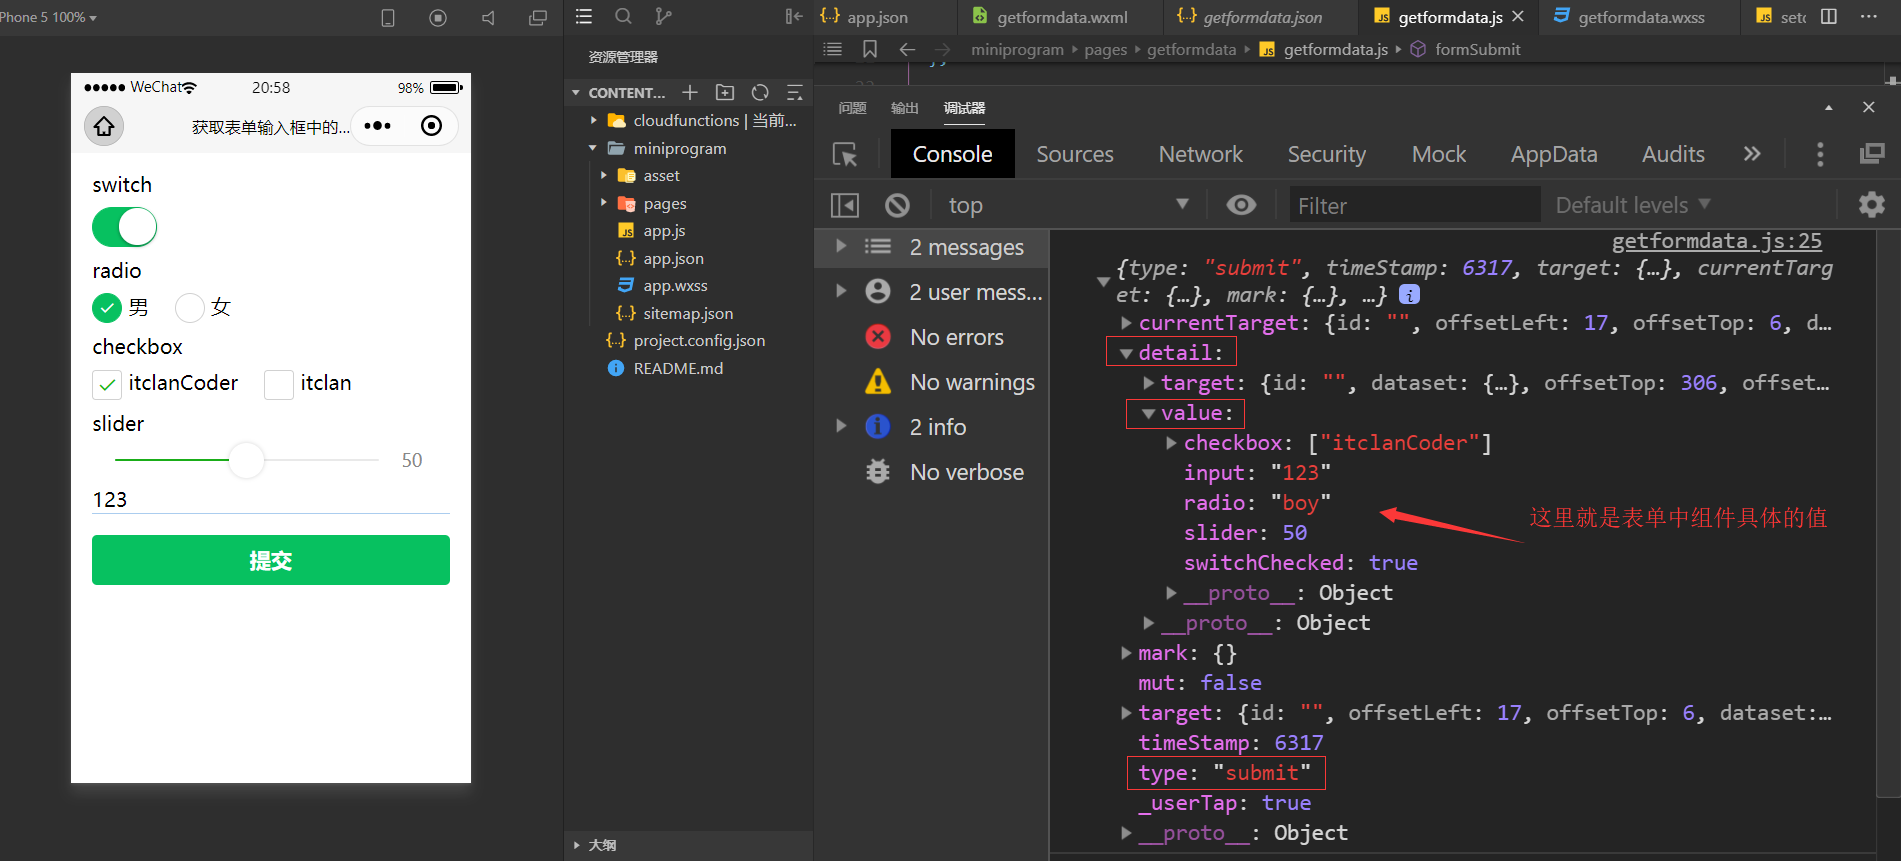 Phone 5 100%
WeChat
20:58
98%
获取表单输入框中的...
switch
radio
男
女
checkbox
itclanCoder
itclan
slider
50
123
提交
资源管理器
CONTENT...
cloudfunctions | 当前...
miniprogram
asset
pages
app.js
app.json
app.wxss
sitemap.json
project.config.json
README.md
大纲
app.json
getformdata.wxml
getformdata.json
getformdata.js
getformdata.wxss
miniprogram
pages
getformdata
getformdata.js
formSubmit
问题
输出
调试器
Console
Sources
Network
Security
Mock
AppData
Audits
top
Filter
Default levels
2 messages
2 user mess...
No errors
No warnings
2 info
No verbose
getformdata.js:25
{type: "submit", timeStamp: 6317, target: {…}, currentTarg
et: {…}, mark: {…}, …}
currentTarget: {id: "", offsetLeft: 17, offsetTop: 6, d…
detail:
target: {id: "", dataset: {…}, offsetTop: 306, offset…
value:
checkbox: ["itclanCoder"]
input: "123"
radio: "boy"
slider: 50
switchChecked: true
__proto__: Object
__proto__: Object
mark: {}
mut: false
target: {id: "", offsetLeft: 17, offsetTop: 6, dataset:…
timeStamp: 6317
type: "submit"
_userTap: true
__proto__: Object
这里就是表单中组件具体的值